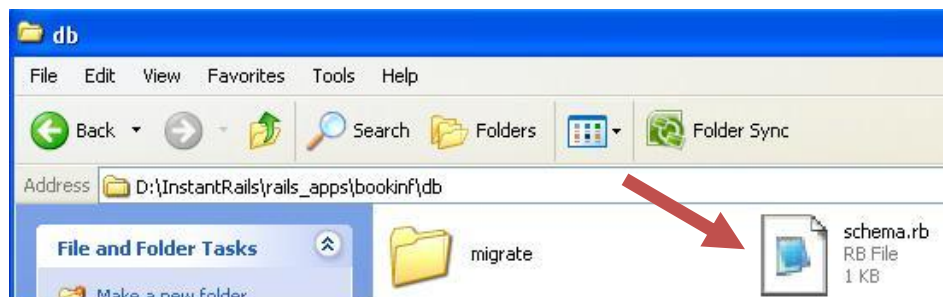 db
File Edit View Favorites Tools Help
Back Search Folders Folder Sync
Address D:\InstantRails\rails_apps\bookinf\db
File and Folder Tasks
Make a new folder
migrate
schema.rb
RB File
1 KB